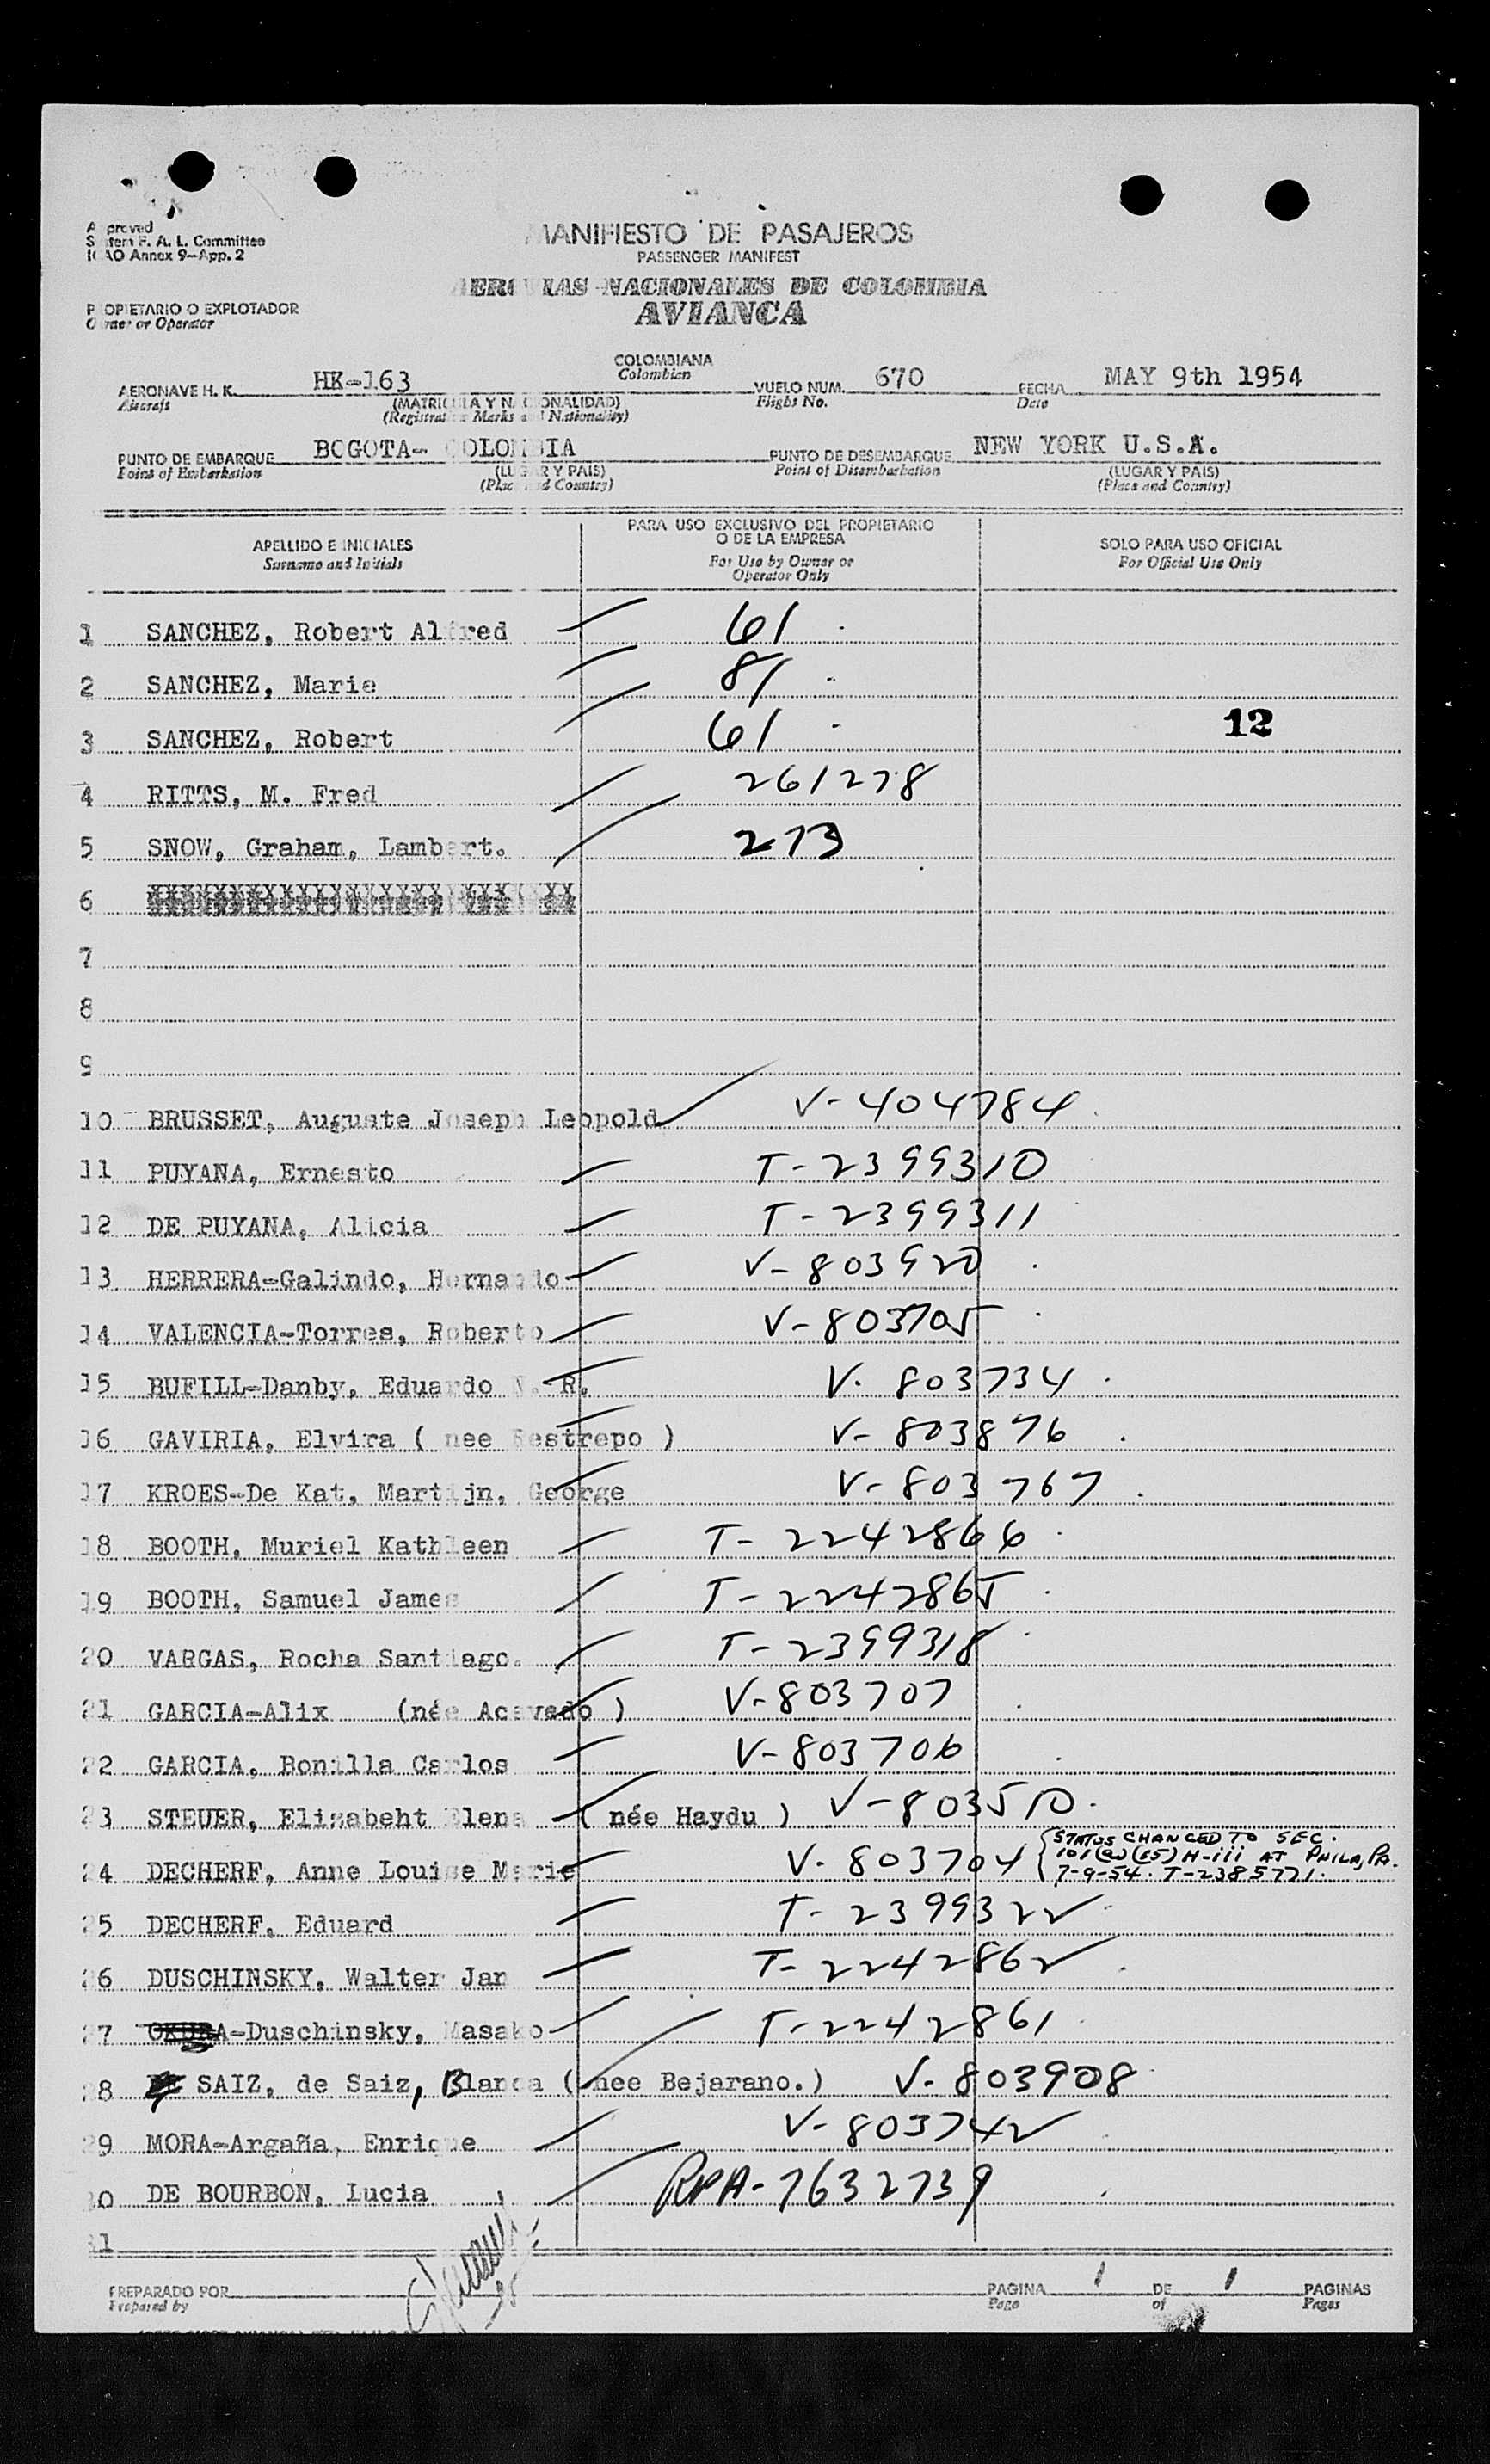 Approved
System F. A. L. Committee
ICAO Annex 9—App. 2
MANIFIESTO DE PASAJEROS
PASSENGER MANIFEST
AEROVIAS NACIONALES DE COLOMBIA
AVIANCA
PROPIETARIO O EXPLOTADOR
Owner or Operator
COLOMBIANA
Colombian
AERONAVE H. K. HK-163 VUELO NUM. 670 FECHA MAY 9th 1954
Aircraft (MATRICULA Y NACIONALIDAD) Flight No. Date
(Registration Marks and Nationality)
PUNTO DE EMBARQUE BOGOTA- COLOMBIA PUNTO DE DESEMBARQUE NEW YORK U.S.A.
Point of Embarkation (LUGAR Y PAIS) Point of Disembarkation (LUGAR Y PAIS)
(Place and Country) (Place and Country)
PARA USO EXCLUSIVO DEL PROPIETARIO
O DE LA EMPRESA
APELLIDO E INICIALES SOLO PARA USO OFICIAL
Surname and Initials For Use by Owner or For Official Use Only
Operator Only
1 SANCHEZ, Robert Alfred 61
2 SANCHEZ, Marie 81
3 SANCHEZ, Robert 61 12
4 RITTS, M. Fred 261278
5 SNOW, Graham, Lambert. 273
6
7
8
9
10 BRUSSET, Auguste Joseph Leopold V-404784
11 PUYANA, Ernesto T-2399310
12 DE PUYANA, Alicia T-2399311
13 HERRERA-Galindo, Hernando V-803920
14 VALENCIA-Torres, Roberto V-803705
15 BUFILL-Danby, Eduardo R. V-803734
16 GAVIRIA, Elvira ( nee Restrepo ) V-803876
17 KROES-De Kat, Martijn, George V-803767
18 BOOTH, Muriel Kathleen T-2242866
19 BOOTH, Samuel James T-2242865
20 VARGAS, Rocha Santiago. T-2399318
21 GARCIA-Alix (née Acevedo ) V-803707
22 GARCIA, Bonilla Carlos V-803706
23 STEUER, Elizabeht Elena ( née Haydu ) V-803510
STATUS CHANGED TO SEC.
101(a)(15)H-iii AT PHILA, PA.
24 DECHERF, Anne Louise Marie V-803704 7-9-54. T-2385771.
25 DECHERF, Eduard T-2399322
26 DUSCHINSKY, Walter Jan T-2242862
27 OKURA-Duschinsky, Masako T-2242861
28 SAIZ, de Saiz, Blanca ( nee Bejarano.) V-803908
29 MORA-Argaña, Enrique V-803742
30 DE BOURBON, Lucia RPA-7632739
31
PREPARADO POR PAGINA 1 DE 1 PAGINAS
Prepared by Page of Pages